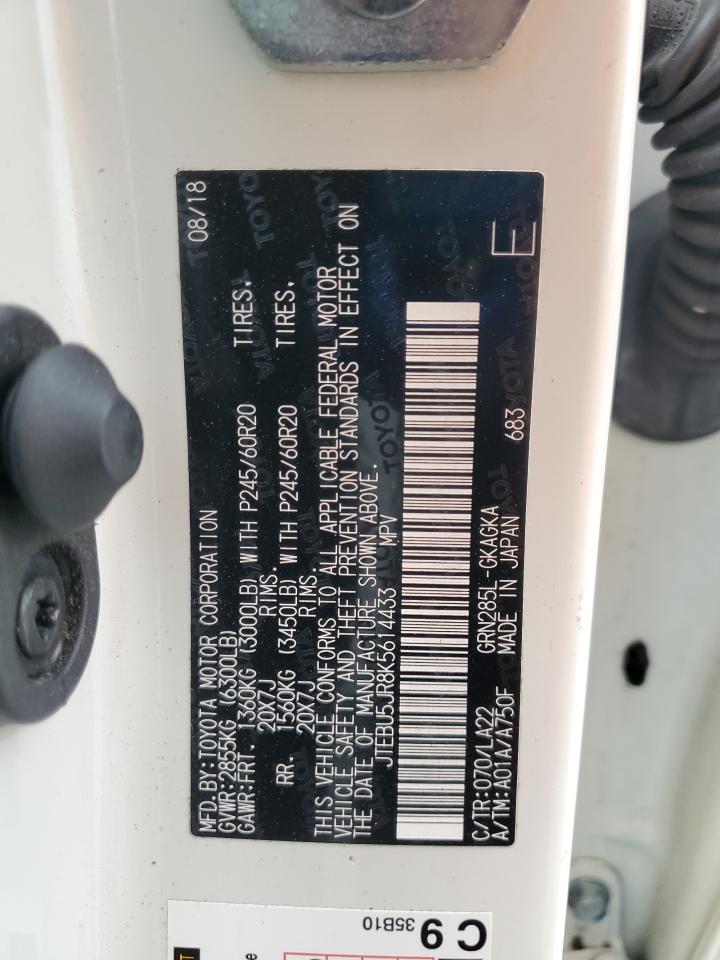 MFD.BY:TOYOTA MOTOR CORPORATION 08/18
GVWR:2855KG (6300LB)
GAWR:FRT. 1360KG (3000LB) WITH P245/60R20 TIRES.
20X7J RIMS.
RR. 1560KG (3450LB) WITH P245/60R20 TIRES.
20X7J RIMS.
THIS VEHICLE CONFORMS TO ALL APPLICABLE FEDERAL MOTOR
VEHICLE SAFETY AND THEFT PREVENTION STANDARDS IN EFFECT ON
THE DATE OF MANUFACTURE SHOWN ABOVE.
JTEBU5JR8K5614433 MPV
C/TR:070/LA22 GRN285L-GKAGKA
A/TM:A01A/A750F MADE IN JAPAN 683
E
C 9
35B10